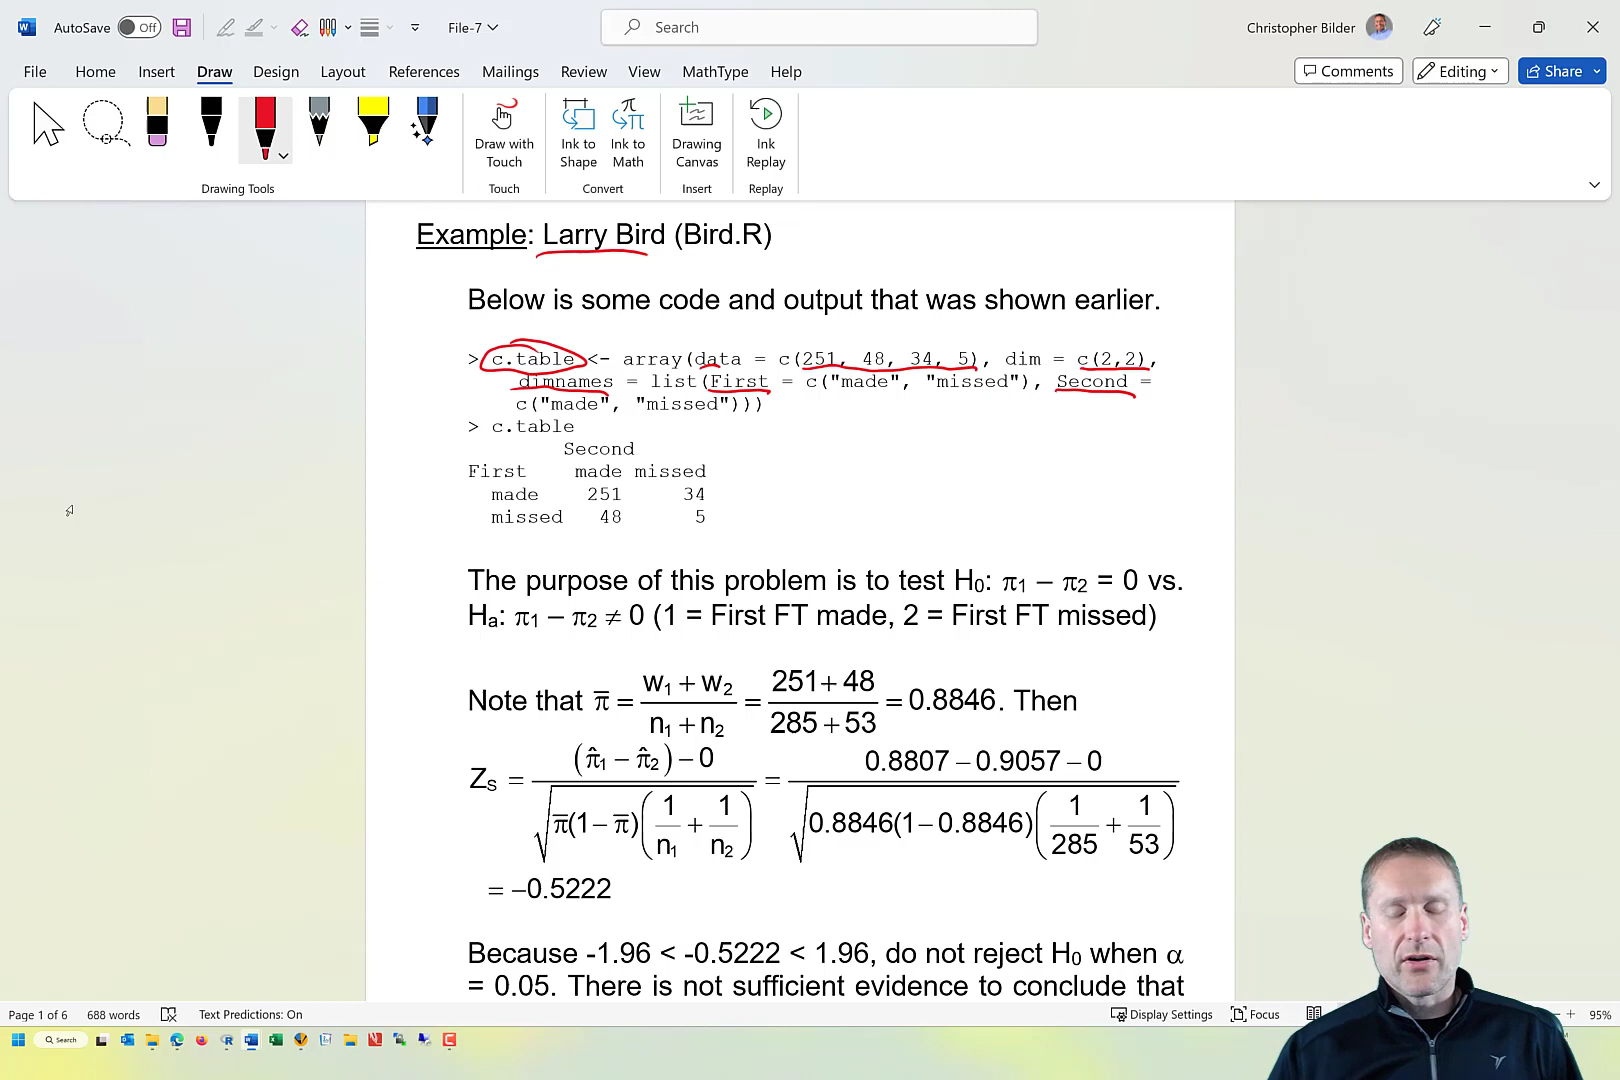 AutoSave Off File-7 Search Christopher Bilder
File Home Insert Draw Design Layout References Mailings Review View MathType Help Comments Editing Share
Draw with Touch
Ink to Shape
Ink to Math
Drawing Canvas
Ink Replay
Drawing Tools Touch Convert Insert Replay
Example: Larry Bird (Bird.R)
Below is some code and output that was shown earlier.
> c.table <- array(data = c(251, 48, 34, 5), dim = c(2,2),
dimnames = list(First = c("made", "missed"), Second =
c("made", "missed")))
> c.table
Second
First made missed
made 251 34
missed 48 5
The purpose of this problem is to test H₀: π₁ − π₂ = 0 vs.
Hₐ: π₁ − π₂ ≠ 0 (1 = First FT made, 2 = First FT missed)
Note that π̄ = (w₁ + w₂)/(n₁ + n₂) = (251 + 48)/(285 + 53) = 0.8846. Then
Z_S = ((π̂₁ − π̂₂) − 0)/√(π̄(1 − π̄)(1/n₁ + 1/n₂)) = (0.8807 − 0.9057 − 0)/√(0.8846(1 − 0.8846)(1/285 + 1/53))
= −0.5222
Because -1.96 < -0.5222 < 1.96, do not reject H₀ when α
= 0.05. There is not sufficient evidence to conclude that
Page 1 of 6 688 words Text Predictions: On Display Settings Focus 95%
Search